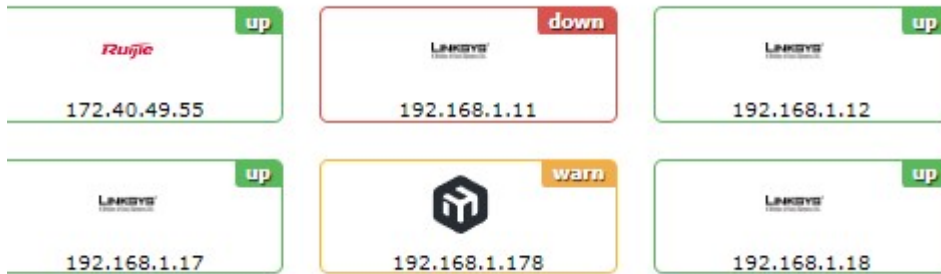 up
Ruijie
172.40.49.55
down
LINKSYS
192.168.1.11
up
LINKSYS
192.168.1.12
up
LINKSYS
192.168.1.17
warn
192.168.1.178
up
LINKSYS
192.168.1.18